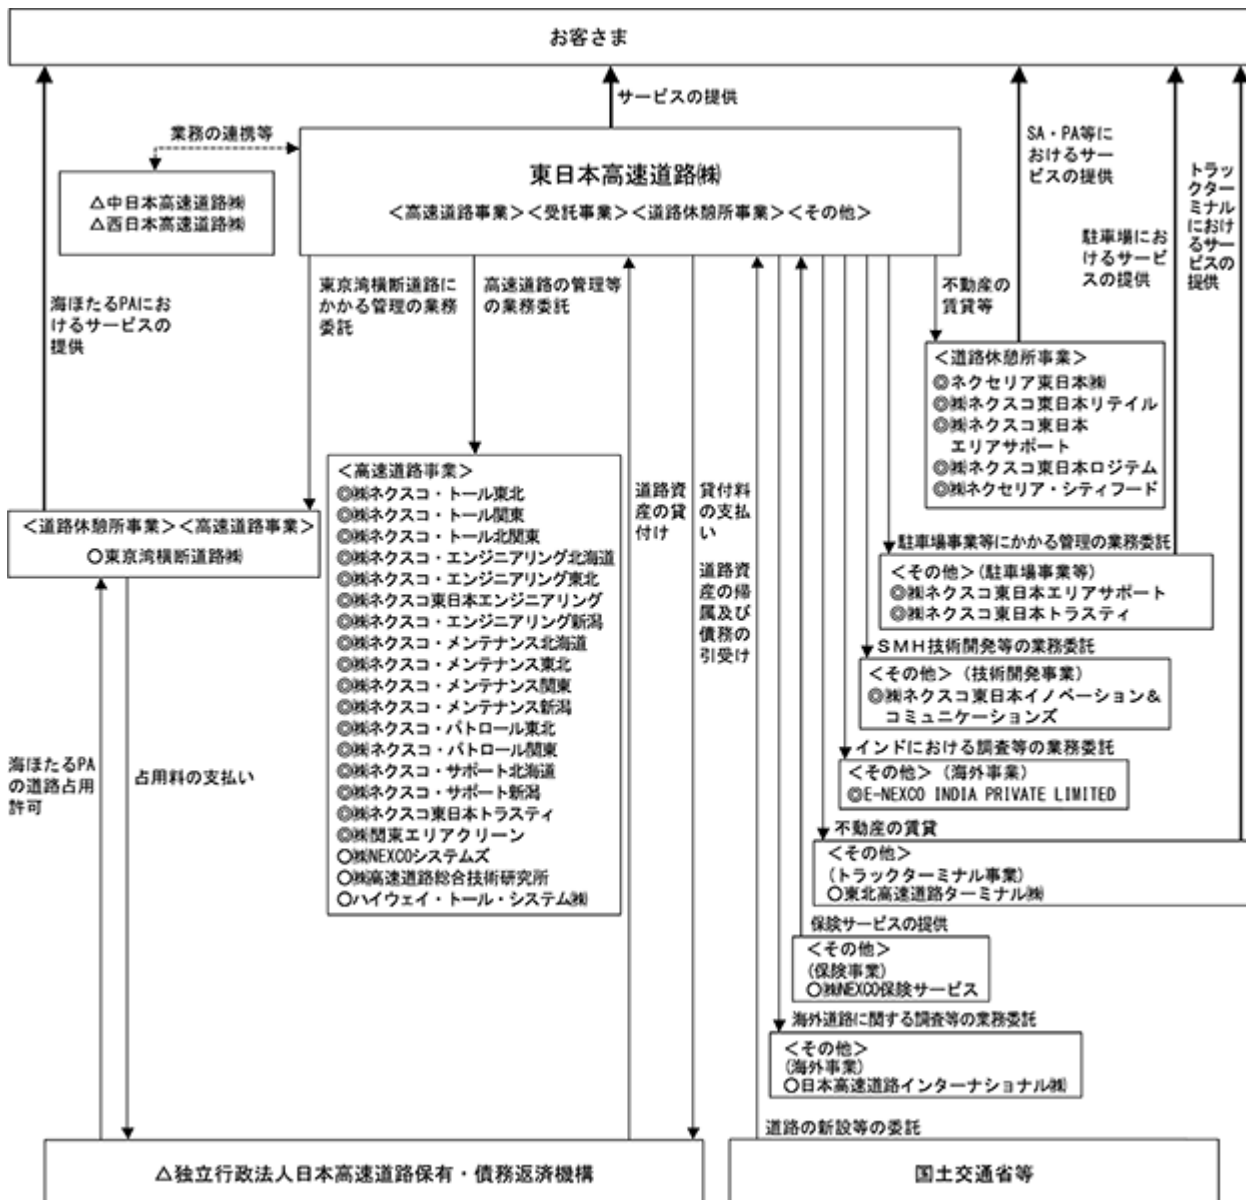 お客さま
サービスの提供
業務の連携等
東日本高速道路㈱
＜高速道路事業＞＜受託事業＞＜道路休憩所事業＞＜その他＞
△中日本高速道路㈱
△西日本高速道路㈱
SA・PA等に
おけるサー
ビスの提供
駐車場にお
けるサービ
スの提供
トラッ
クター
ミナル
におけ
るサー
ビスの
提供
海ほたるPAにお
けるサービスの
提供
東京湾横断道路に
かかる管理の業務
委託
高速道路の管理等
の業務委託
不動産の
賃貸等
＜道路休憩所事業＞
◎ネクセリア東日本㈱
◎㈱ネクスコ東日本リテイル
◎㈱ネクスコ東日本
エリアサポート
◎㈱ネクスコ東日本ロジテム
◎㈱ネクセリア・シティフード
＜高速道路事業＞
◎㈱ネクスコ・トール東北
◎㈱ネクスコ・トール関東
◎㈱ネクスコ・トール北関東
◎㈱ネクスコ・エンジニアリング北海道
◎㈱ネクスコ・エンジニアリング東北
◎㈱ネクスコ東日本エンジニアリング
◎㈱ネクスコ・エンジニアリング新潟
◎㈱ネクスコ・メンテナンス北海道
◎㈱ネクスコ・メンテナンス東北
◎㈱ネクスコ・メンテナンス関東
◎㈱ネクスコ・メンテナンス新潟
◎㈱ネクスコ・パトロール東北
◎㈱ネクスコ・パトロール関東
◎㈱ネクスコ・サポート北海道
◎㈱ネクスコ・サポート新潟
◎㈱ネクスコ東日本トラスティ
◎㈱関東エリアクリーン
○㈱NEXCOシステムズ
○㈱高速道路総合技術研究所
○ハイウェイ・トール・システム㈱
＜道路休憩所事業＞＜高速道路事業＞
○東京湾横断道路㈱
道路資
産の貸
付け
貸付料
の支払
い
道路資
産の帰
属及び
債務の
引受け
駐車場事業等にかかる管理の業務委託
＜その他＞(駐車場事業等)
◎㈱ネクスコ東日本エリアサポート
◎㈱ネクスコ東日本トラスティ
ＳＭＨ技術開発等の業務委託
＜その他＞（技術開発事業）
◎㈱ネクスコ東日本イノベーション＆
コミュニケーションズ
インドにおける調査等の業務委託
＜その他＞（海外事業）
◎E-NEXCO INDIA PRIVATE LIMITED
不動産の賃貸
＜その他＞
(トラックターミナル事業)
○東北高速道路ターミナル㈱
保険サービスの提供
＜その他＞
(保険事業)
○㈱NEXCO保険サービス
海外道路に関する調査等の業務委託
＜その他＞
(海外事業)
○日本高速道路インターナショナル㈱
海ほたるPA
の道路占用
許可
占用料の支払い
道路の新設等の委託
△独立行政法人日本高速道路保有・債務返済機構
国土交通省等